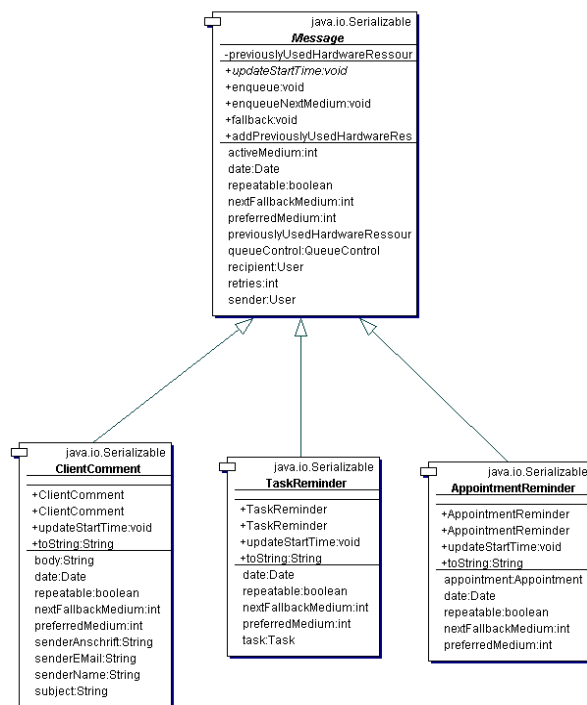 java.io.Serializable
Message
-previouslyUsedHardwareRessour
+updateStartTime:void
+enqueue:void
+enqueueNextMedium:void
+fallback:void
+addPreviouslyUsedHardwareRes
activeMedium:int
date:Date
repeatable:boolean
nextFallbackMedium:int
preferredMedium:int
previouslyUsedHardwareRessour
queueControl:QueueControl
recipient:User
retries:int
sender:User
java.io.Serializable
ClientComment
+ClientComment
+ClientComment
+updateStartTime:void
+toString:String
body:String
date:Date
repeatable:boolean
nextFallbackMedium:int
preferredMedium:int
senderAnschrift:String
senderEMail:String
senderName:String
subject:String
java.io.Serializable
TaskReminder
+TaskReminder
+TaskReminder
+updateStartTime:void
+toString:String
date:Date
repeatable:boolean
nextFallbackMedium:int
preferredMedium:int
task:Task
java.io.Serializable
AppointmentReminder
+AppointmentReminder
+AppointmentReminder
+updateStartTime:void
+toString:String
appointment:Appointment
date:Date
repeatable:boolean
nextFallbackMedium:int
preferredMedium:int